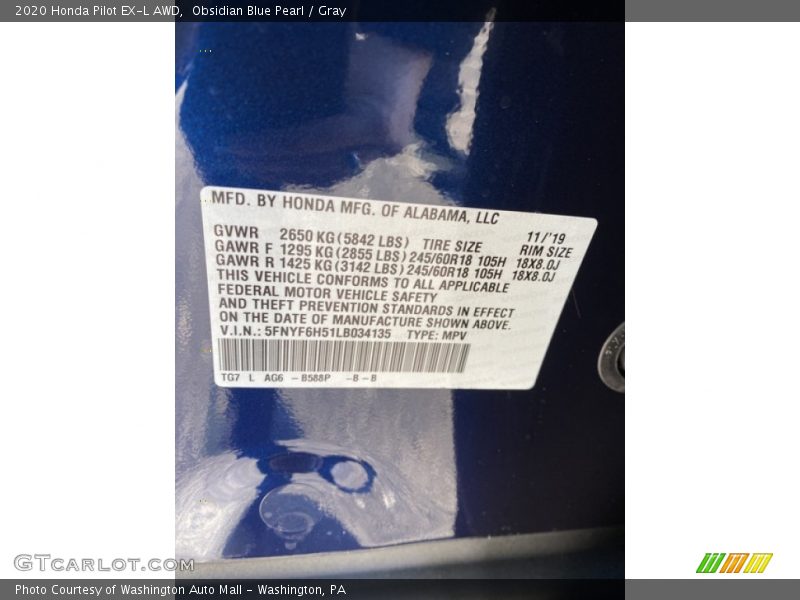 2020 Honda Pilot EX-L AWD,  Obsidian Blue Pearl / Gray
MFD. BY HONDA MFG. OF ALABAMA, LLC
11/'19
GVWR 2650 KG (5842 LBS) TIRE SIZE RIM SIZE
GAWR F 1295 KG (2855 LBS) 245/60R18 105H 18X8.0J
GAWR R 1425 KG (3142 LBS) 245/60R18 105H 18X8.0J
THIS VEHICLE CONFORMS TO ALL APPLICABLE
FEDERAL MOTOR VEHICLE SAFETY
AND THEFT PREVENTION STANDARDS IN EFFECT
ON THE DATE OF MANUFACTURE SHOWN ABOVE.
V.I.N.: 5FNYF6H51LB034135 TYPE: MPV
TG7 L AG6 - B588P -B-B
GTcarlot.com
Photo Courtesy of Washington Auto Mall - Washington, PA